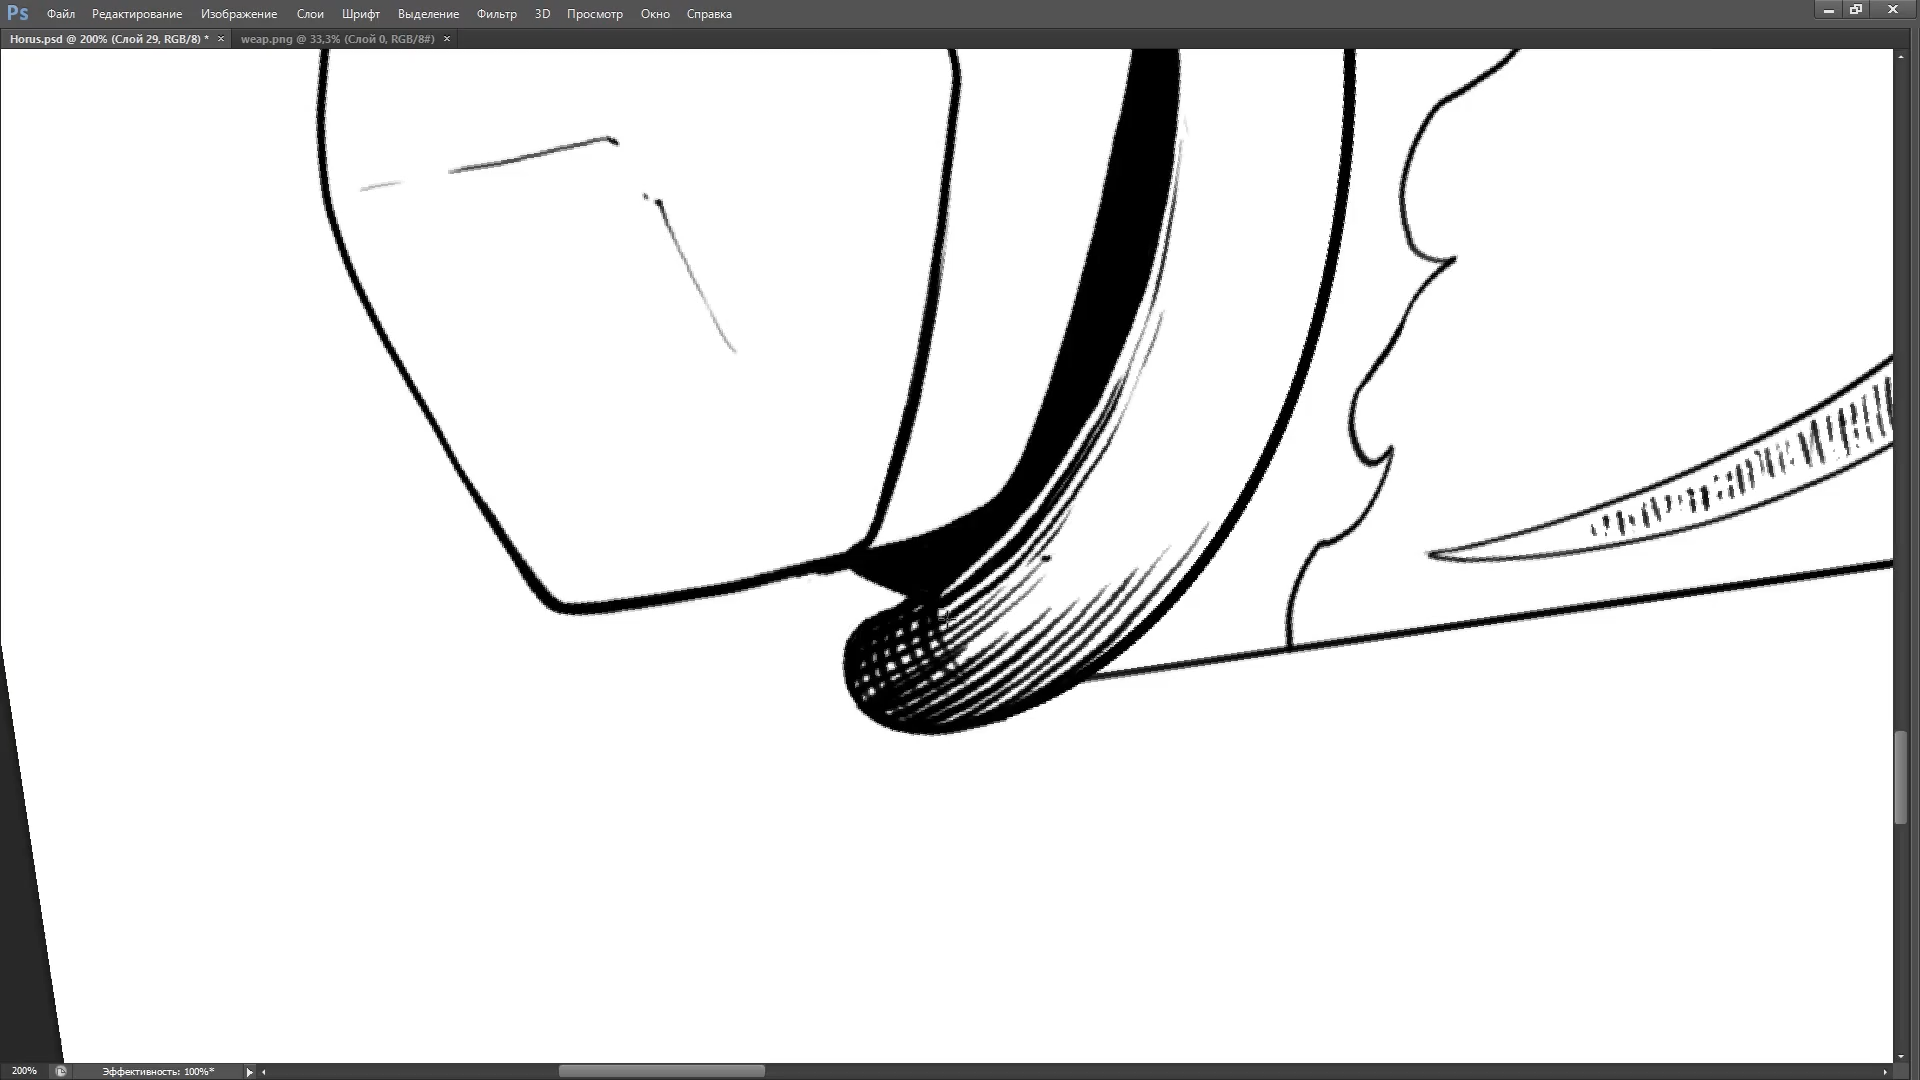 Ps Файл Редактирование Изображение Слои Шрифт Выделение Фильтр 3D Просмотр Окно Справка
Horus.psd @ 200% (Слой 29, RGB/8) * × weap.png @ 33,3% (Слой 0, RGB/8#) ×
200% Эффективность: 100%*